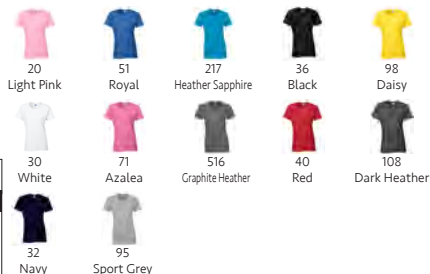 20 51 217 36 98
Light Pink Royal Heather Sapphire Black Daisy
30 71 516 40 108
White Azalea Graphite Heather Red Dark Heather
32 95
Navy Sport Grey